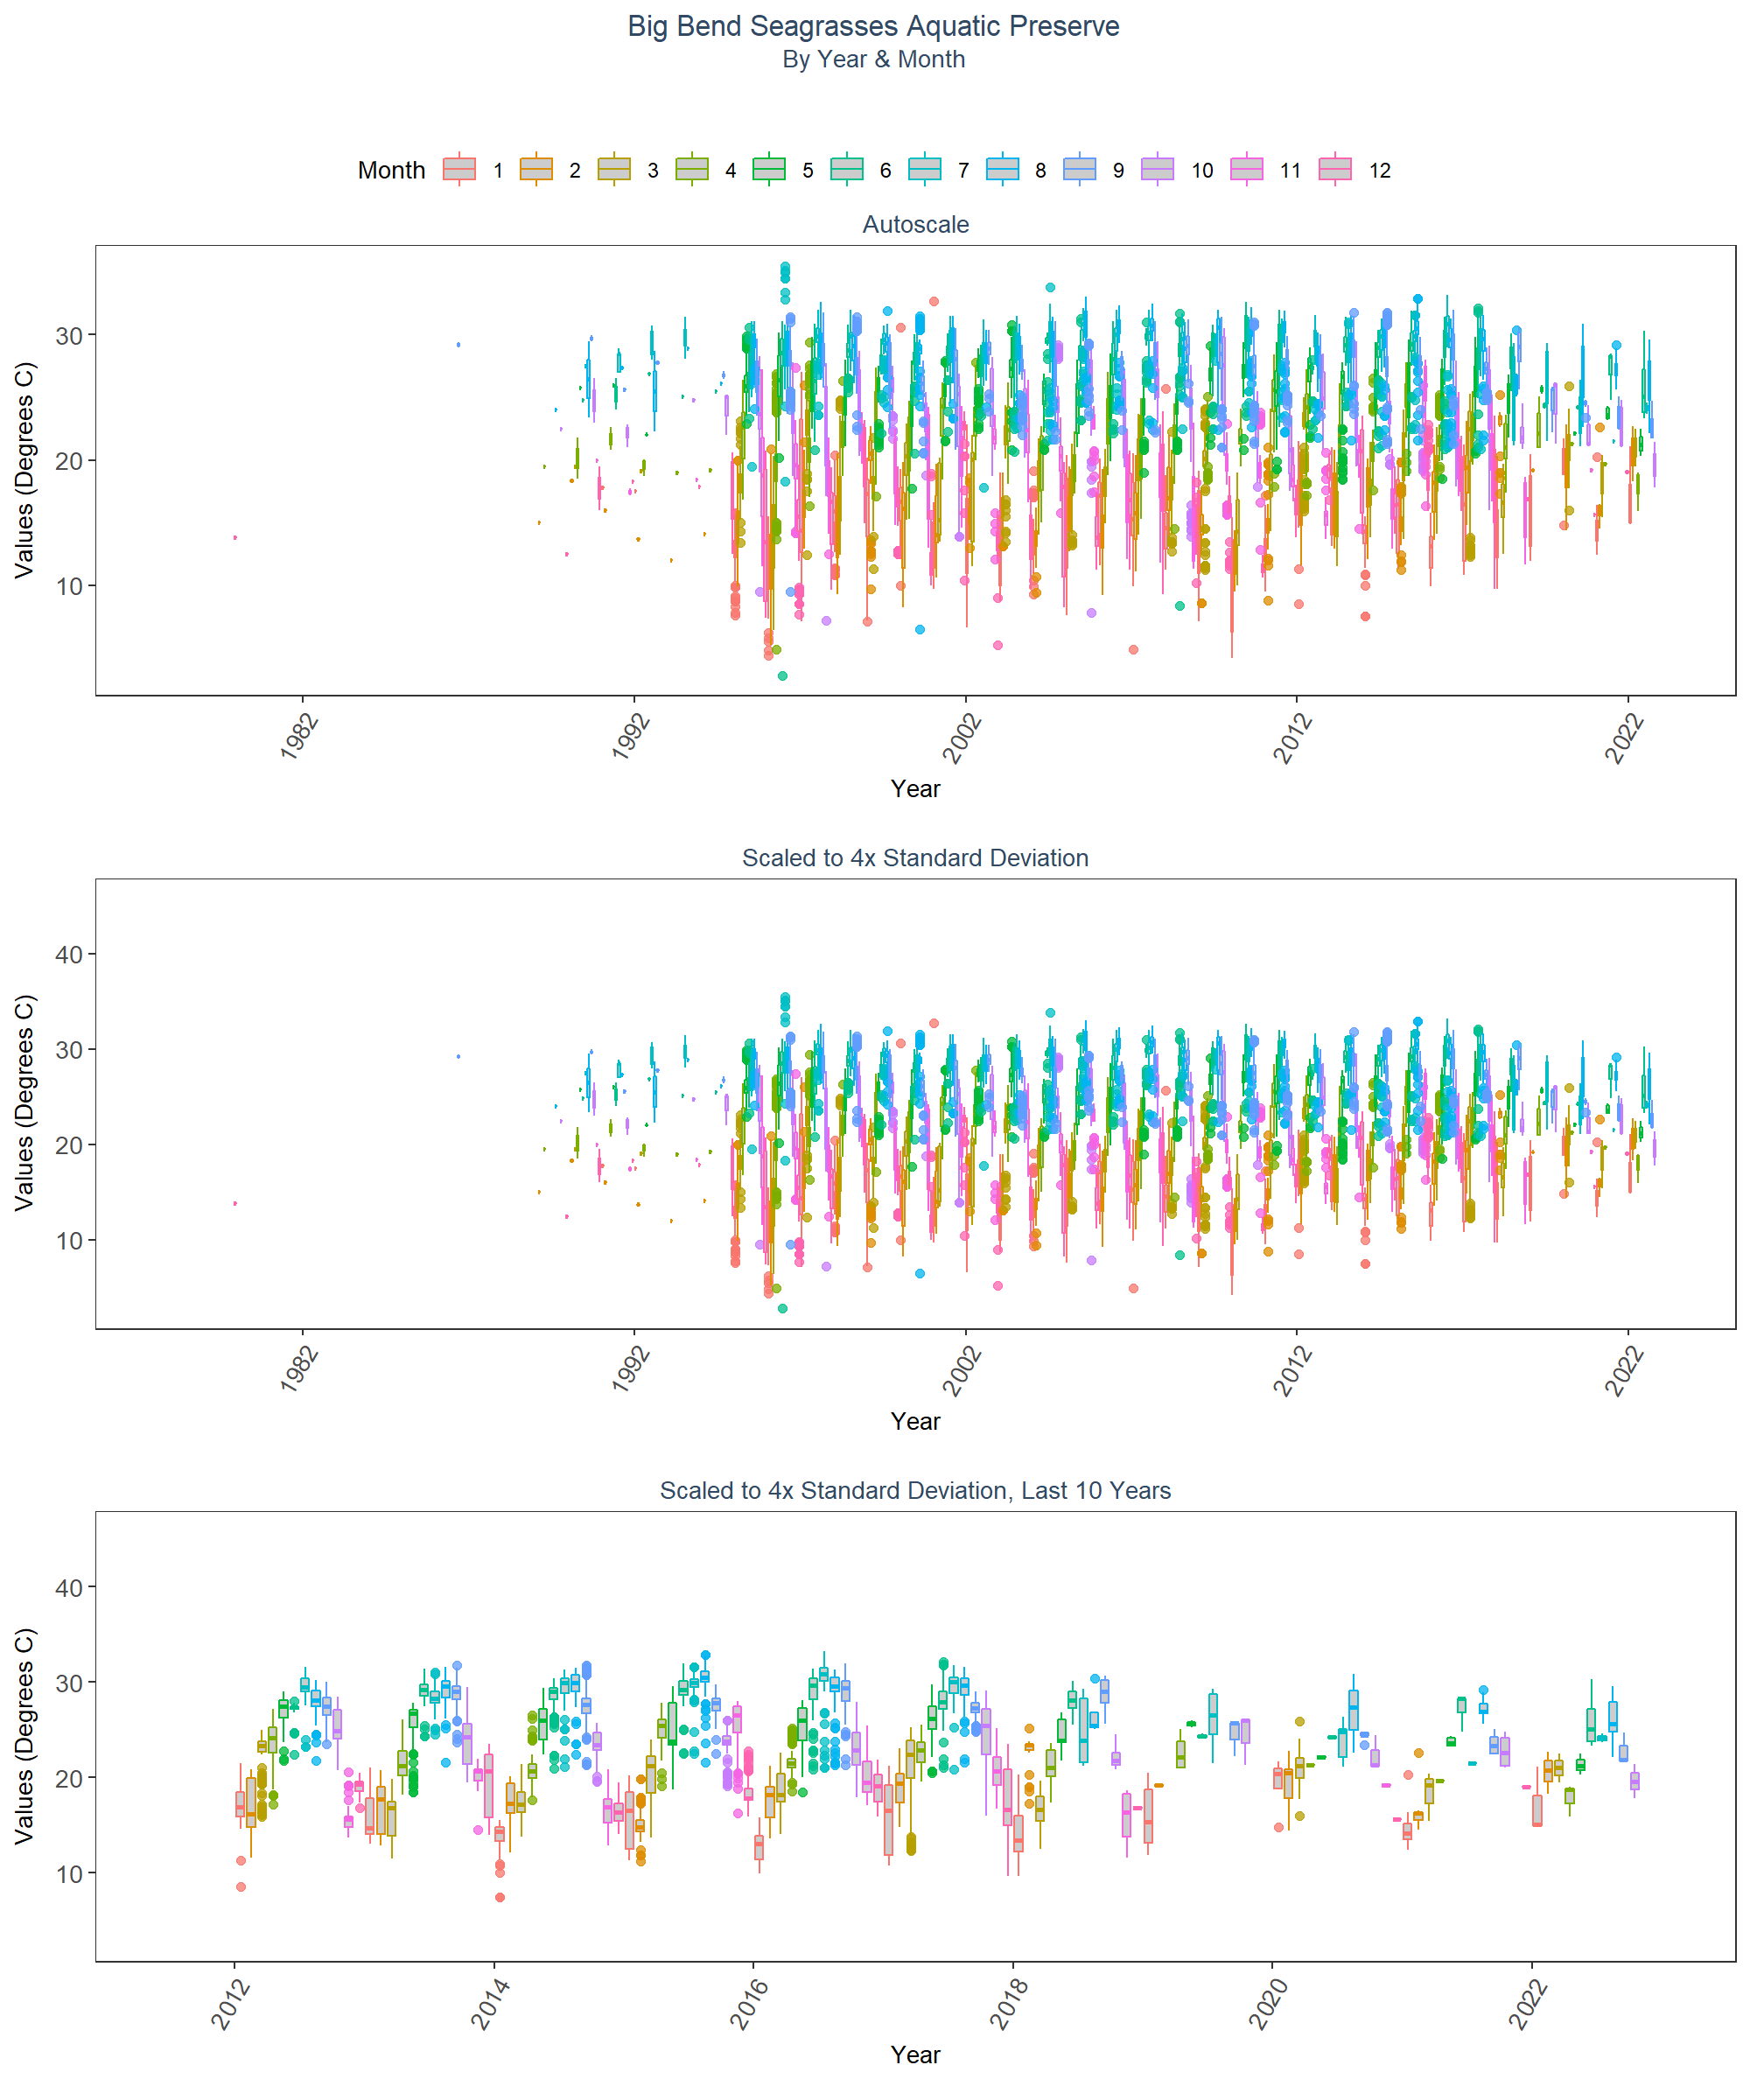 Big Bend Seagrasses Aquatic Preserve
By Year & Month
Month 1 2 3 4 5 6 7 8 9 10 11 12
Autoscale
Values (Degrees C)
30
20
10
1982 1992 2002 2012 2022
Year
Scaled to 4x Standard Deviation
Values (Degrees C)
40
30
20
10
1982 1992 2002 2012 2022
Year
Scaled to 4x Standard Deviation, Last 10 Years
Values (Degrees C)
40
30
20
10
2012 2014 2016 2018 2020 2022
Year